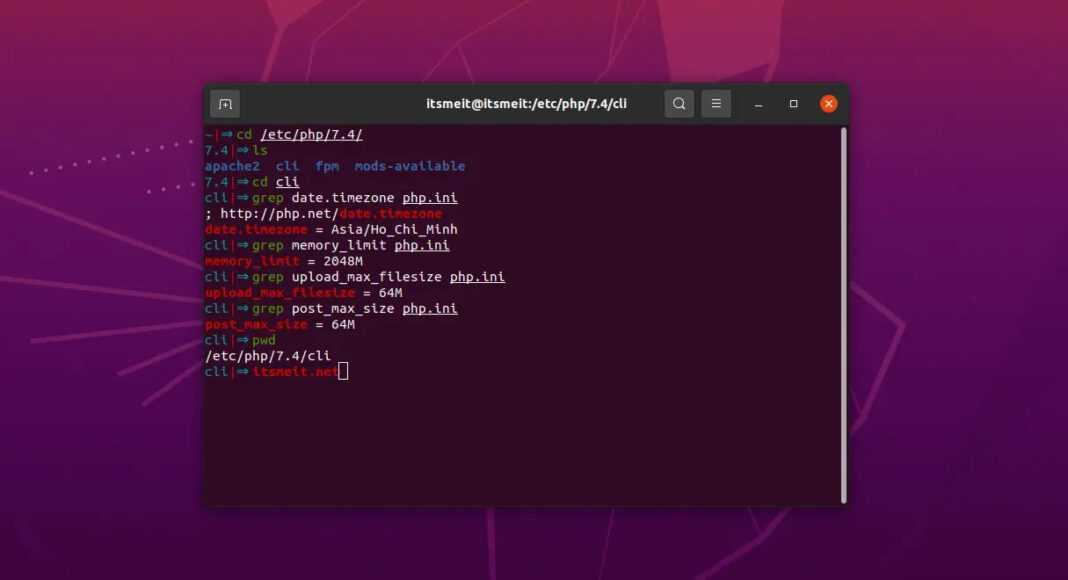 itsmeit@itsmeit:/etc/php/7.4/cli
~|⇒cd /etc/php/7.4/
7.4|⇒ls
apache2  cli  fpm  mods-available
7.4|⇒cd cli
cli|⇒grep date.timezone php.ini
; http://php.net/date.timezone
date.timezone = Asia/Ho_Chi_Minh
cli|⇒grep memory_limit php.ini
memory_limit = 2048M
cli|⇒grep upload_max_filesize php.ini
upload_max_filesize = 64M
cli|⇒grep post_max_size php.ini
post_max_size = 64M
cli|⇒pwd
/etc/php/7.4/cli
cli|⇒itsmeit.net